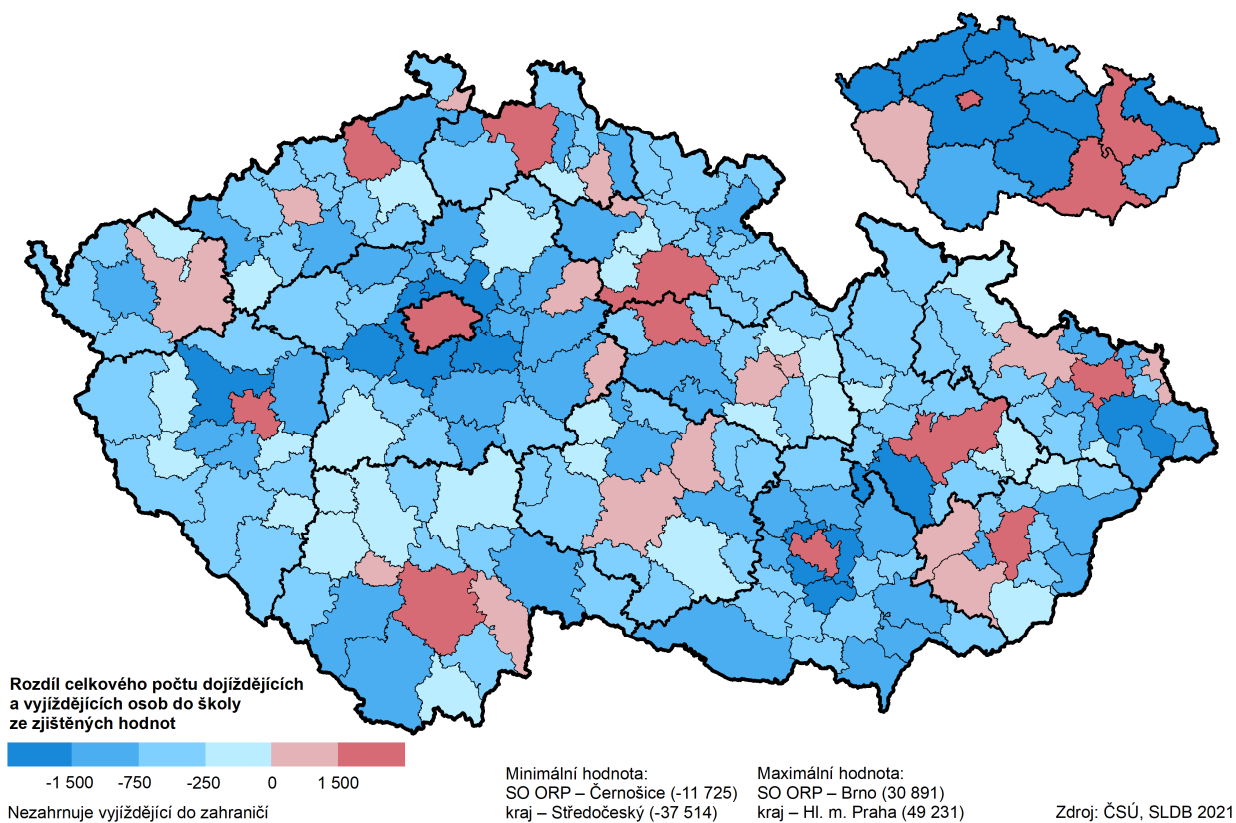 Rozdíl celkového počtu dojíždějících
a vyjíždějících osob do školy
ze zjištěných hodnot
-1 500 -750 -250 0 1 500
Nezahrnuje vyjíždějící do zahraničí
Minimální hodnota:
SO ORP – Černošice (-11 725)
kraj – Středočeský (-37 514)
Maximální hodnota:
SO ORP – Brno (30 891)
kraj – Hl. m. Praha (49 231)
Zdroj: ČSÚ, SLDB 2021